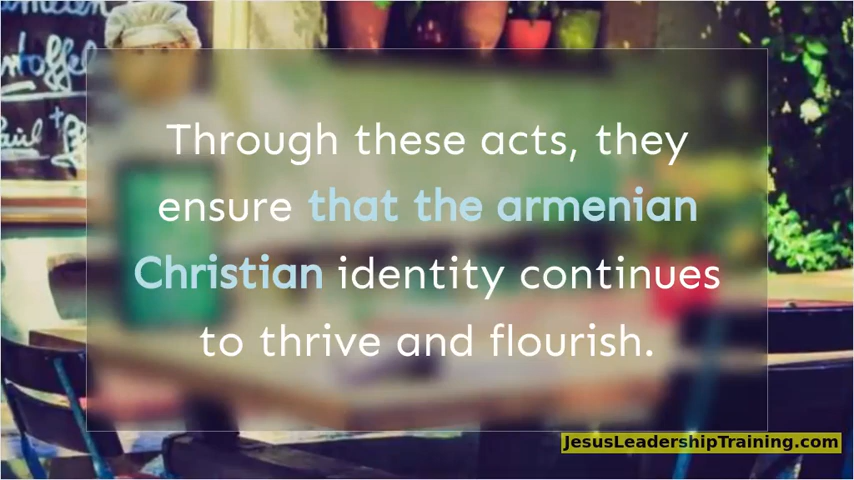 Through these acts, they
ensure that the armenian
Christian identity continues
to thrive and flourish.
JesusLeadershipTraining.com